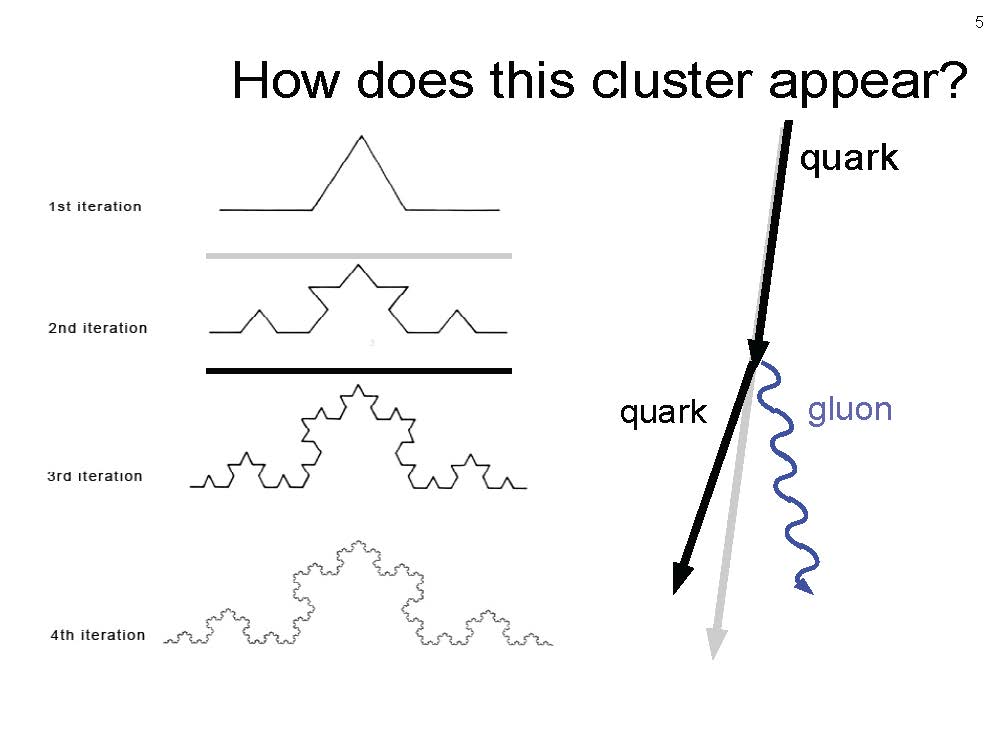 5
How does this cluster appear?
quark
1st iteration
2nd iteration
quark
gluon
3rd iteration
4th iteration